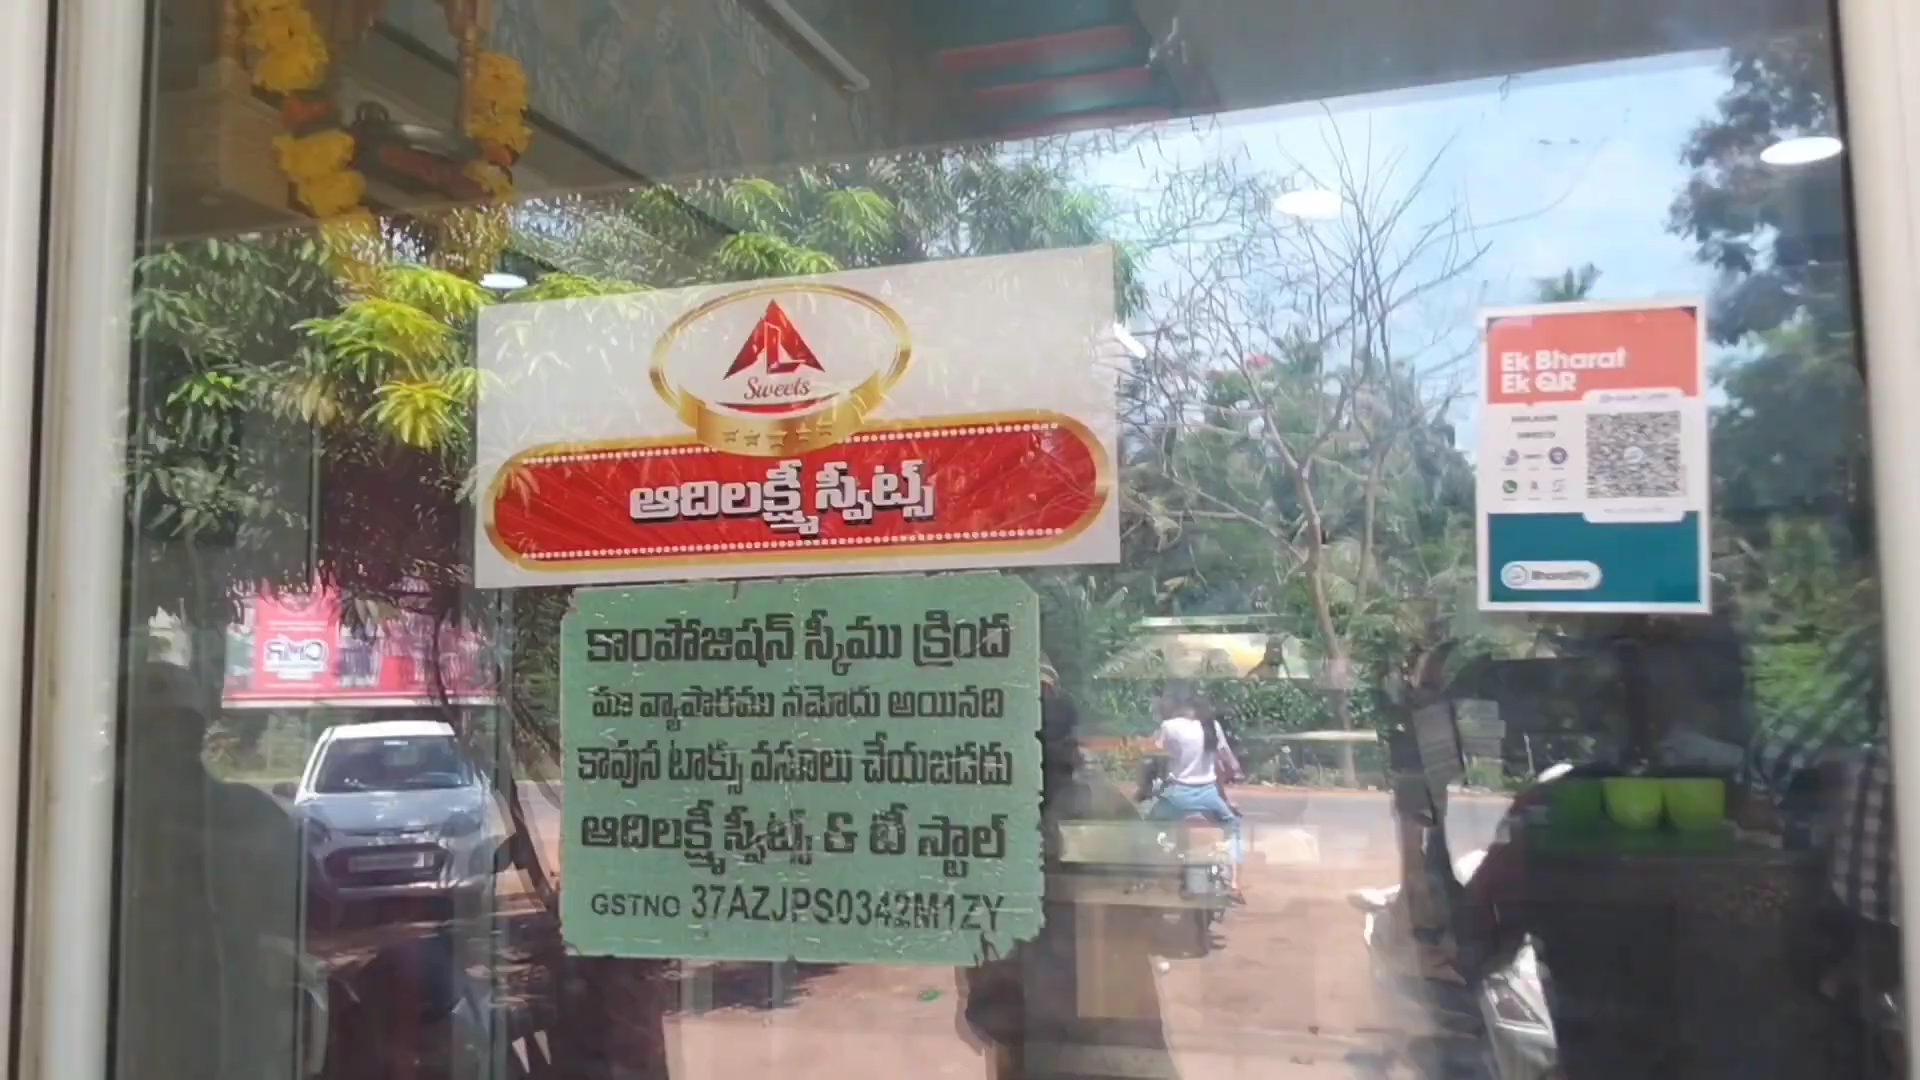 Sweets
ఆదిలక్ష్మీ స్వీట్స్
కాంపోజిషన్ స్కీము క్రింద
మా వ్యాపారము నమోదు అయినది
కావున టాక్సు వసూలు చేయబడదు
ఆదిలక్ష్మీ స్వీట్స్ & టీ స్టాల్
GSTNO 37AZJPS0342M1ZY
Ek Bharat
Ek QR
BharatPe